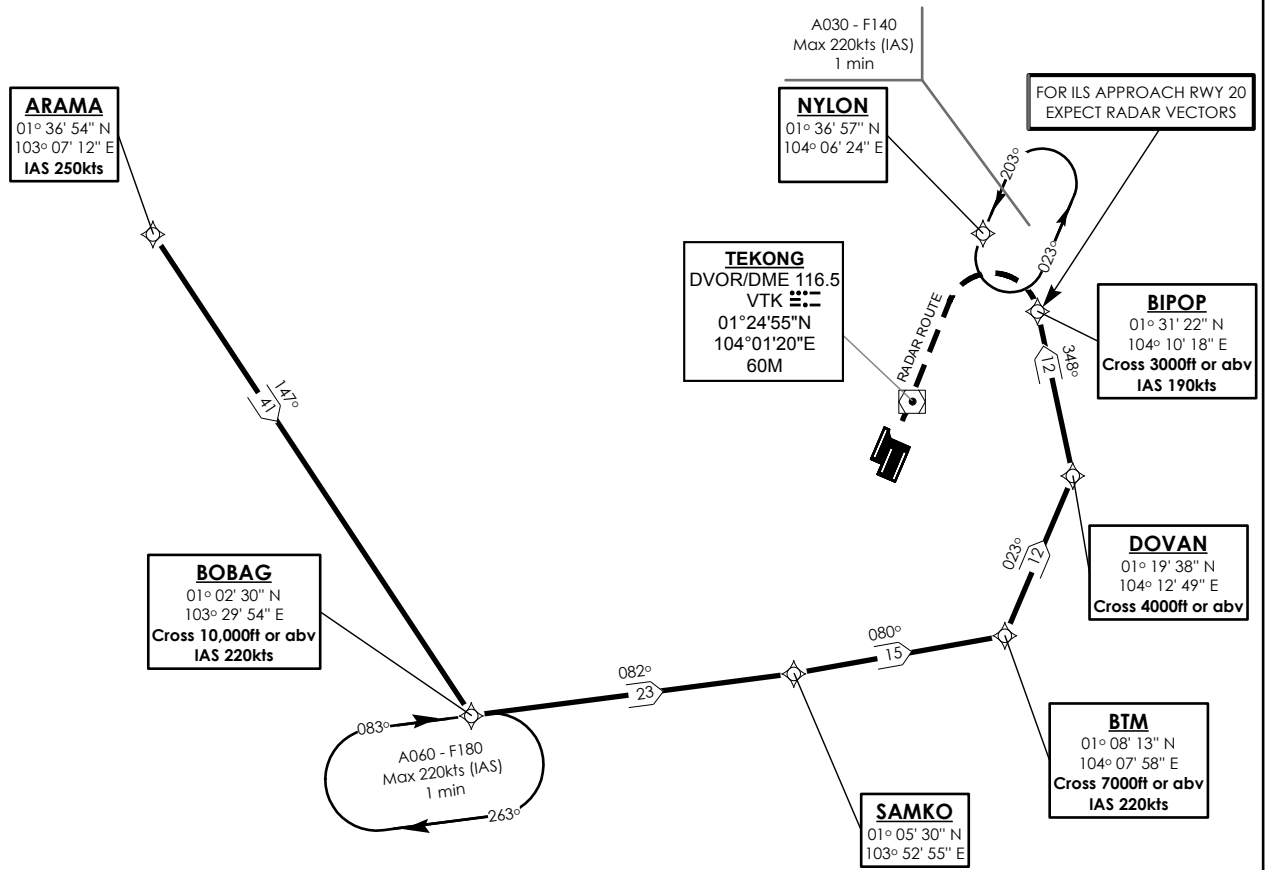 A030 - F140
Max 220kts (IAS)
1 min
ARAMA
01° 36' 54" N
103° 07' 12" E
IAS 250kts
NYLON
01° 36' 57" N
104° 06' 24" E
FOR ILS APPROACH RWY 20
EXPECT RADAR VECTORS
203°
023°
TEKONG
DVOR/DME 116.5
VTK
01°24'55"N
104°01'20"E
60M
RADAR ROUTE
BIPOP
01° 31' 22" N
104° 10' 18" E
Cross 3000ft or abv
IAS 190kts
348°
12
147°
41
DOVAN
01° 19' 38" N
104° 12' 49" E
Cross 4000ft or abv
023°
12
BOBAG
01° 02' 30" N
103° 29' 54" E
Cross 10,000ft or abv
IAS 220kts
082°
23
080°
15
083°
A060 - F180
Max 220kts (IAS)
1 min
263°
BTM
01° 08' 13" N
104° 07' 58" E
Cross 7000ft or abv
IAS 220kts
SAMKO
01° 05' 30" N
103° 52' 55" E